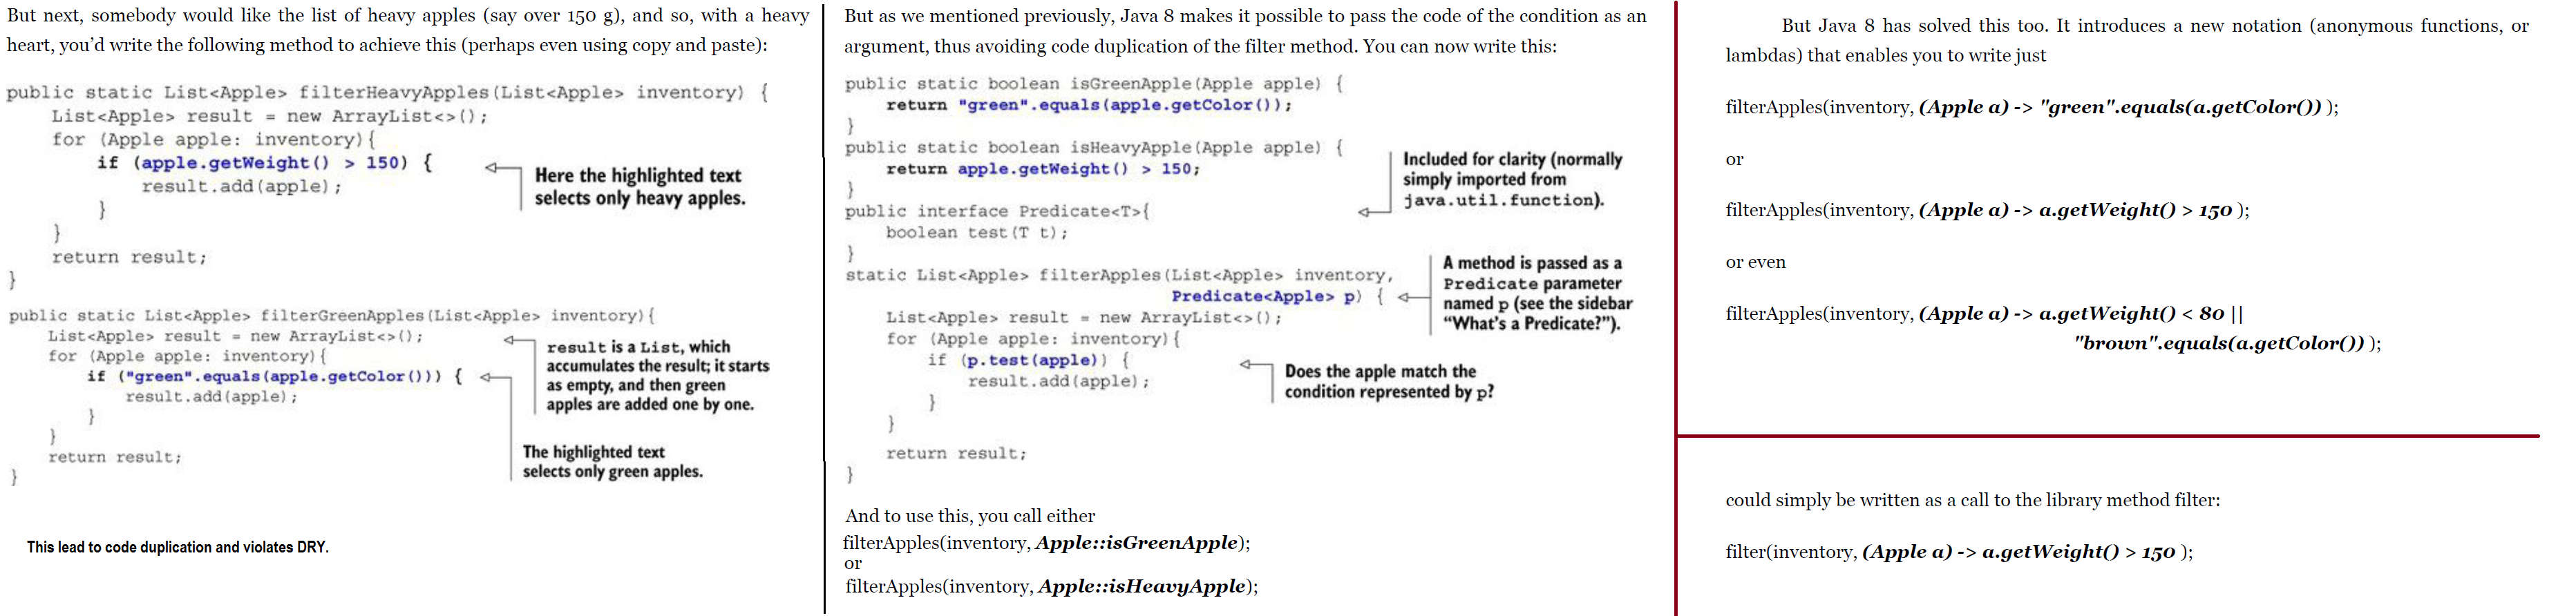 But next, somebody would like the list of heavy apples (say over 150 g), and so, with a heavy
heart, you'd write the following method to achieve this (perhaps even using copy and paste):
public static List<Apple> filterHeavyApples(List<Apple> inventory) {
List<Apple> result = new ArrayList<>();
for (Apple apple: inventory){
if (apple.getWeight() > 150) {
result.add(apple);
}
}
return result;
}
Here the highlighted text
selects only heavy apples.
public static List<Apple> filterGreenApples(List<Apple> inventory){
List<Apple> result = new ArrayList<>();
for (Apple apple: inventory){
if ("green".equals(apple.getColor())) {
result.add(apple);
}
}
return result;
}
result is a List, which
accumulates the result; it starts
as empty, and then green
apples are added one by one.
The highlighted text
selects only green apples.
This lead to code duplication and violates DRY.
But as we mentioned previously, Java 8 makes it possible to pass the code of the condition as an
argument, thus avoiding code duplication of the filter method. You can now write this:
public static boolean isGreenApple(Apple apple) {
return "green".equals(apple.getColor());
}
public static boolean isHeavyApple(Apple apple) {
return apple.getWeight() > 150;
}
public interface Predicate<T>{
boolean test(T t);
}
static List<Apple> filterApples(List<Apple> inventory,
Predicate<Apple> p) {
List<Apple> result = new ArrayList<>();
for (Apple apple: inventory){
if (p.test(apple)) {
result.add(apple);
}
}
return result;
}
Included for clarity (normally
simply imported from
java.util.function).
A method is passed as a
Predicate parameter
named p (see the sidebar
“What's a Predicate?”).
Does the apple match the
condition represented by p?
And to use this, you call either
filterApples(inventory, Apple::isGreenApple);
or
filterApples(inventory, Apple::isHeavyApple);
But Java 8 has solved this too. It introduces a new notation (anonymous functions, or
lambdas) that enables you to write just
filterApples(inventory, (Apple a) -> "green".equals(a.getColor()) );
or
filterApples(inventory, (Apple a) -> a.getWeight() > 150 );
or even
filterApples(inventory, (Apple a) -> a.getWeight() < 80 ||
"brown".equals(a.getColor()) );
could simply be written as a call to the library method filter:
filter(inventory, (Apple a) -> a.getWeight() > 150 );